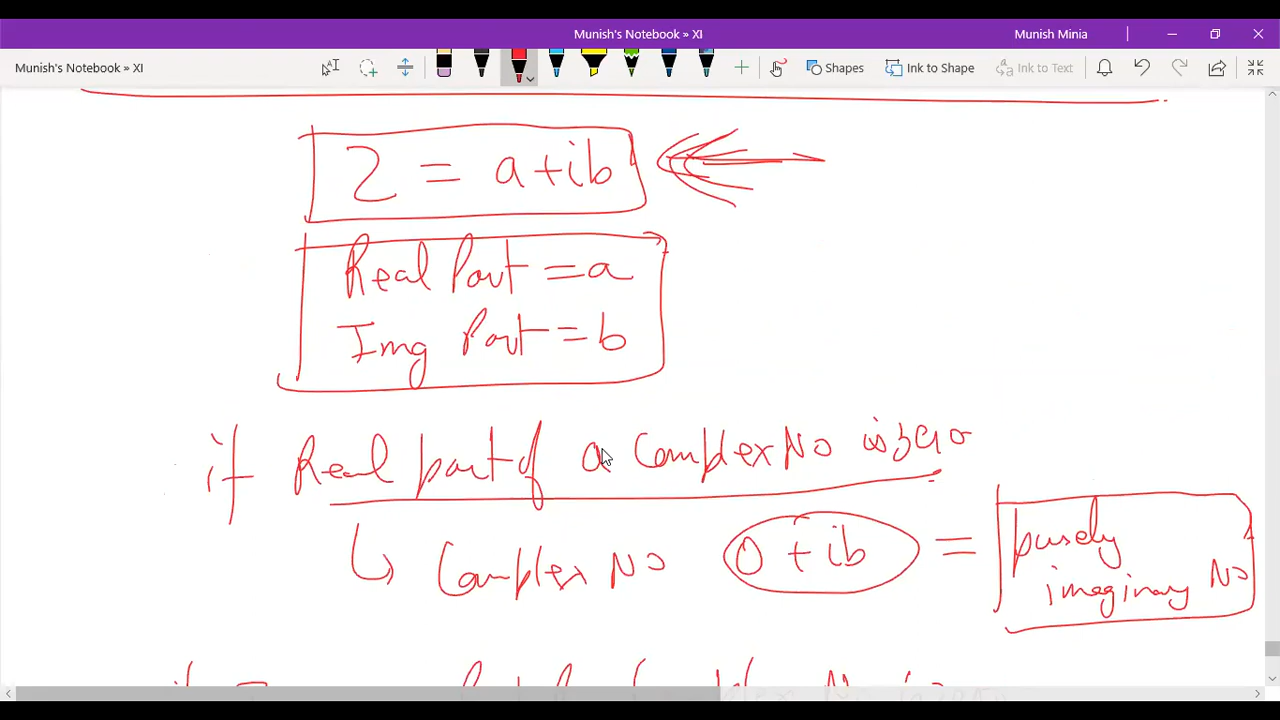 Munish's Notebook » XI
Munish Minia
Munish's Notebook » XI
Shapes
Ink to Shape
Ink to Text
Z = a+ib
Real Part = a
Img Part = b
if Real part of a Complex No is zero
Complex No 0 + ib = purely imaginary No